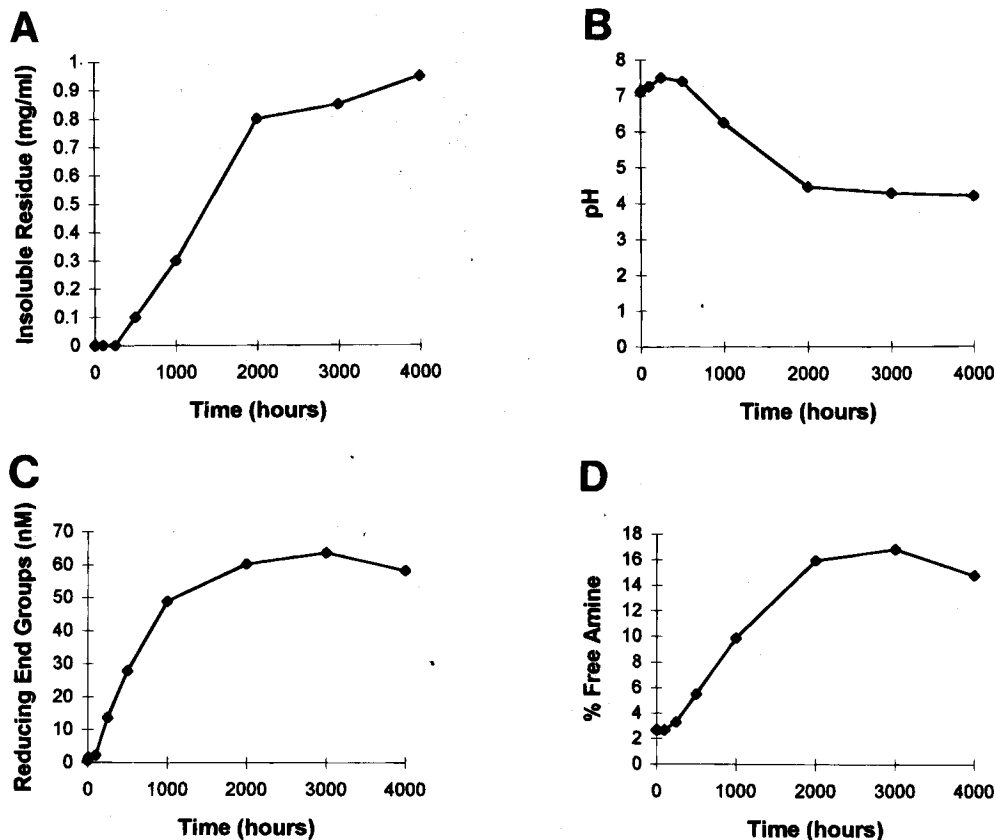 A
Insoluble Residue (mg/ml)
1.
0.9
0.8
0.7
0.6
0.5
0.4
0.3
0.2
0.1
0
0 1000 2000 3000 4000
Time (hours)
B
pH
8
7
6
5
4
3
2
1
0
0 1000 2000 3000 4000
Time (hours)
C
Reducing End Groups (nM)
70
60
50
40
30
20
10
0
0 1000 2000 3000 4000
Time (hours)
D
% Free Amine
18
16
14
12
10
8
6
4
2
0
0 1000 2000 3000 4000
Time (hours)